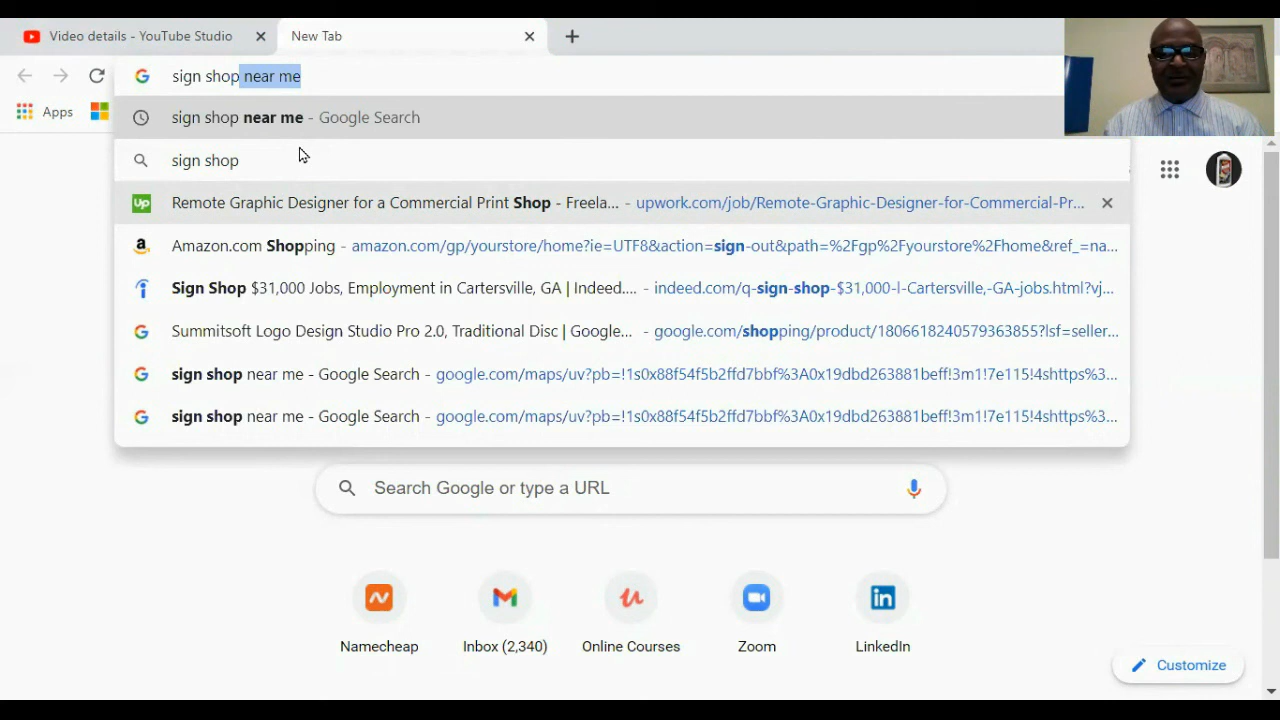 Video details - YouTube Studio
New Tab
sign shop near me
Apps
sign shop near me - Google Search
sign shop
Remote Graphic Designer for a Commercial Print Shop - Freela... - upwork.com/job/Remote-Graphic-Designer-for-Commercial-Pr...
Amazon.com Shopping - amazon.com/gp/yourstore/home?ie=UTF8&action=sign-out&path=%2Fgp%2Fyourstore%2Fhome&ref_=na...
Sign Shop $31,000 Jobs, Employment in Cartersville, GA | Indeed.... - indeed.com/q-sign-shop-$31,000-l-Cartersville,-GA-jobs.html?vj...
Summitsoft Logo Design Studio Pro 2.0, Traditional Disc | Google... - google.com/shopping/product/1806618240579363855?lsf=seller...
sign shop near me - Google Search - google.com/maps/uv?pb=!1s0x88f54f5b2ffd7bbf%3A0x19dbd263881beff!3m1!7e115!4shttps%3...
sign shop near me - Google Search - google.com/maps/uv?pb=!1s0x88f54f5b2ffd7bbf%3A0x19dbd263881beff!3m1!7e115!4shttps%3...
Search Google or type a URL
Namecheap
Inbox (2,340)
Online Courses
Zoom
LinkedIn
Customize